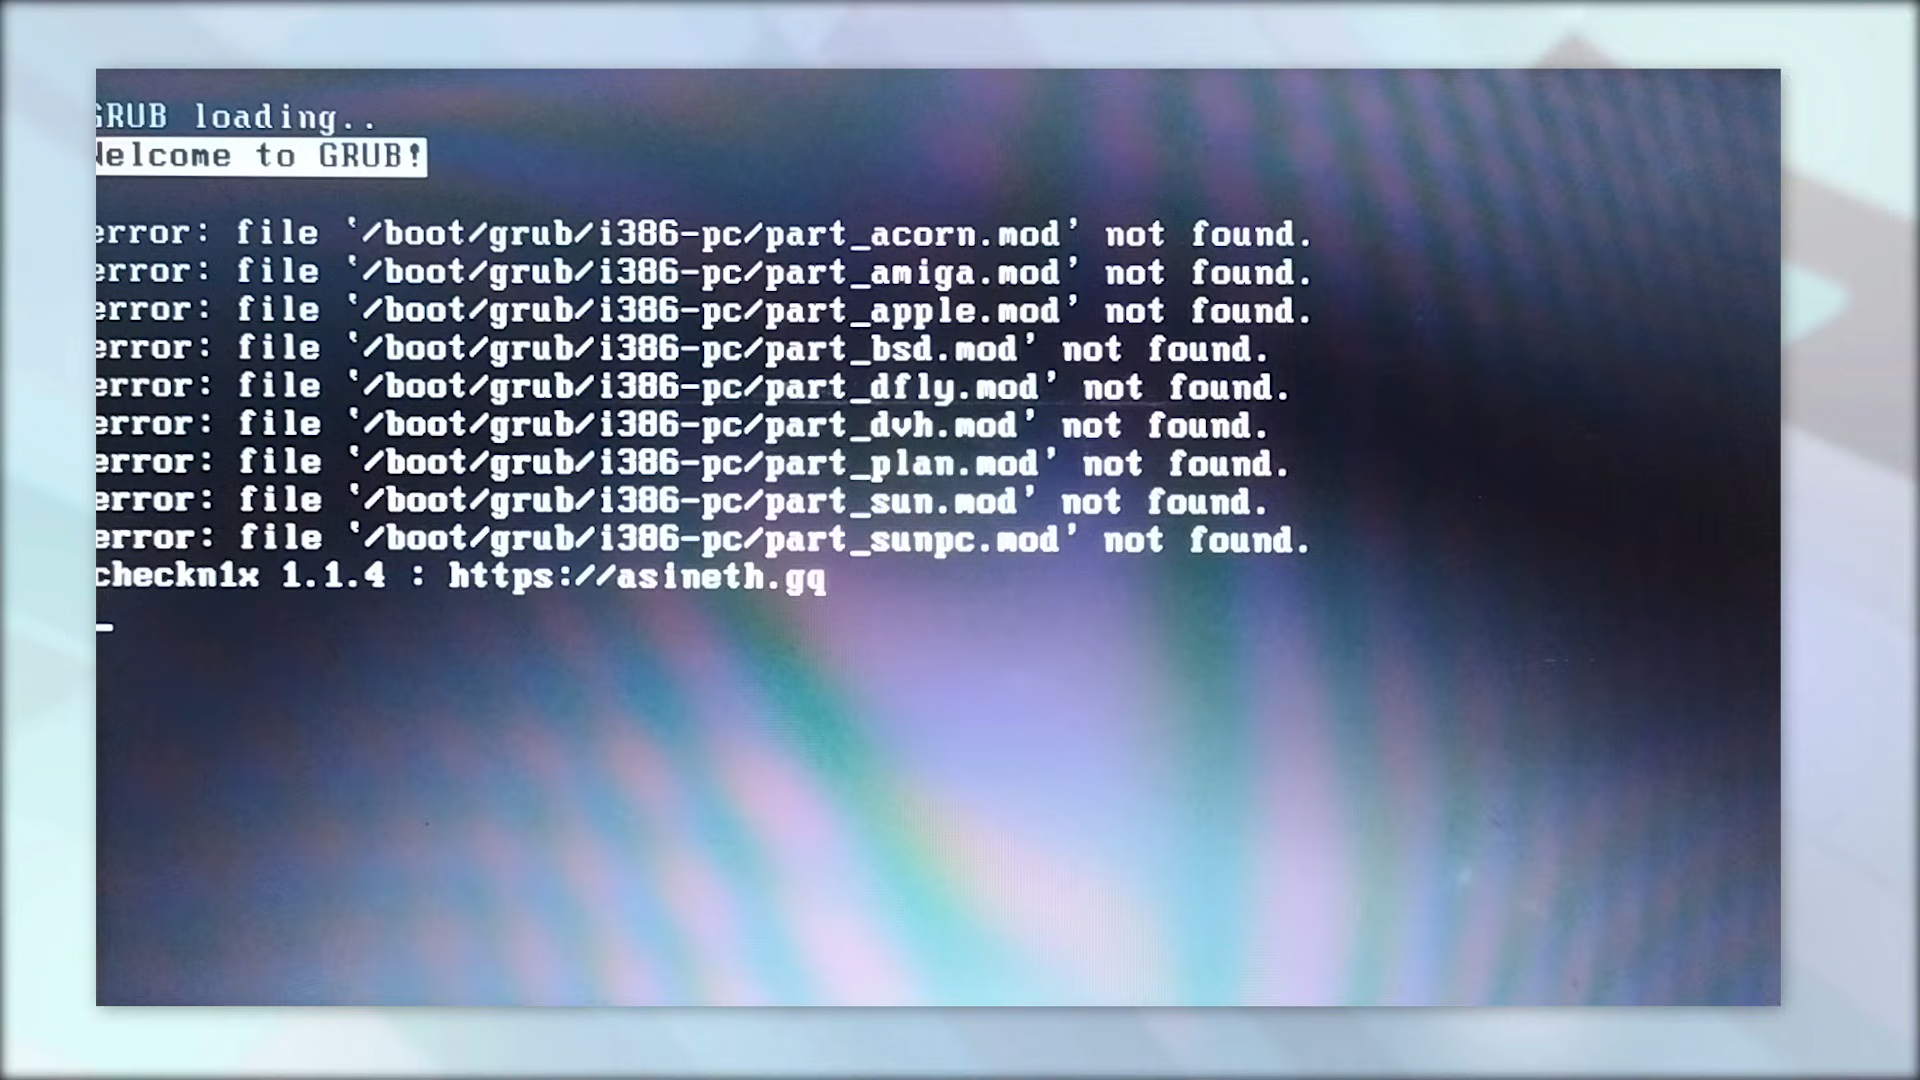 GRUB loading..
Welcome to GRUB!
error: file `/boot/grub/i386-pc/part_acorn.mod' not found.
error: file `/boot/grub/i386-pc/part_amiga.mod' not found.
error: file `/boot/grub/i386-pc/part_apple.mod' not found.
error: file `/boot/grub/i386-pc/part_bsd.mod' not found.
error: file `/boot/grub/i386-pc/part_dfly.mod' not found.
error: file `/boot/grub/i386-pc/part_dvh.mod' not found.
error: file `/boot/grub/i386-pc/part_plan.mod' not found.
error: file `/boot/grub/i386-pc/part_sun.mod' not found.
error: file `/boot/grub/i386-pc/part_sunpc.mod' not found.
checkn1x 1.1.4 : https://asineth.gq